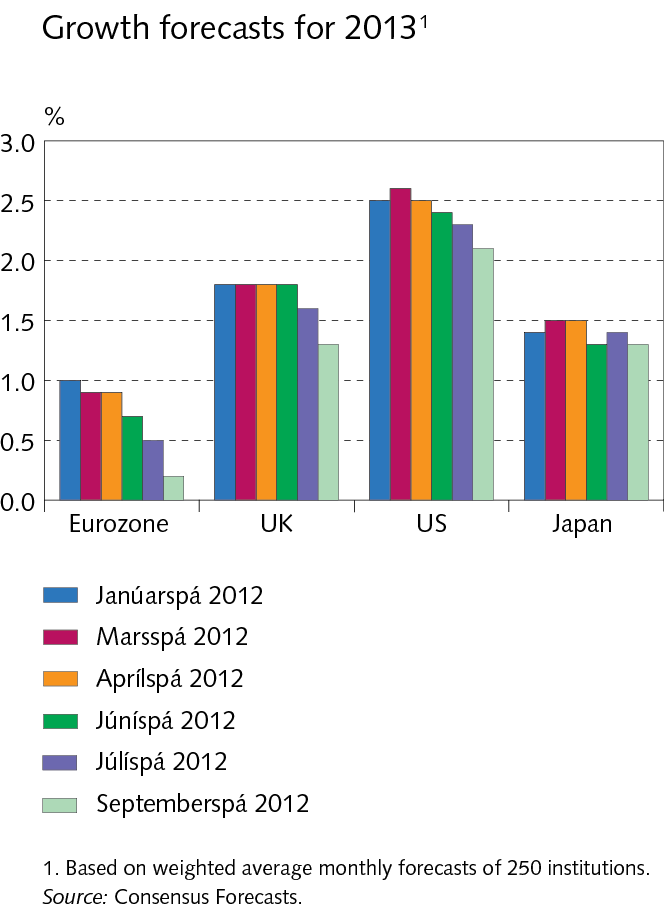 Growth forecasts for 2013¹
%
3.0
2.5
2.0
1.5
1.0
0.5
0.0
Eurozone UK US Japan
Janúarspá 2012
Marsspá 2012
Aprílspá 2012
Júníspá 2012
Júlíspá 2012
Septemberspá 2012
1. Based on weighted average monthly forecasts of 250 institutions.
Source: Consensus Forecasts.